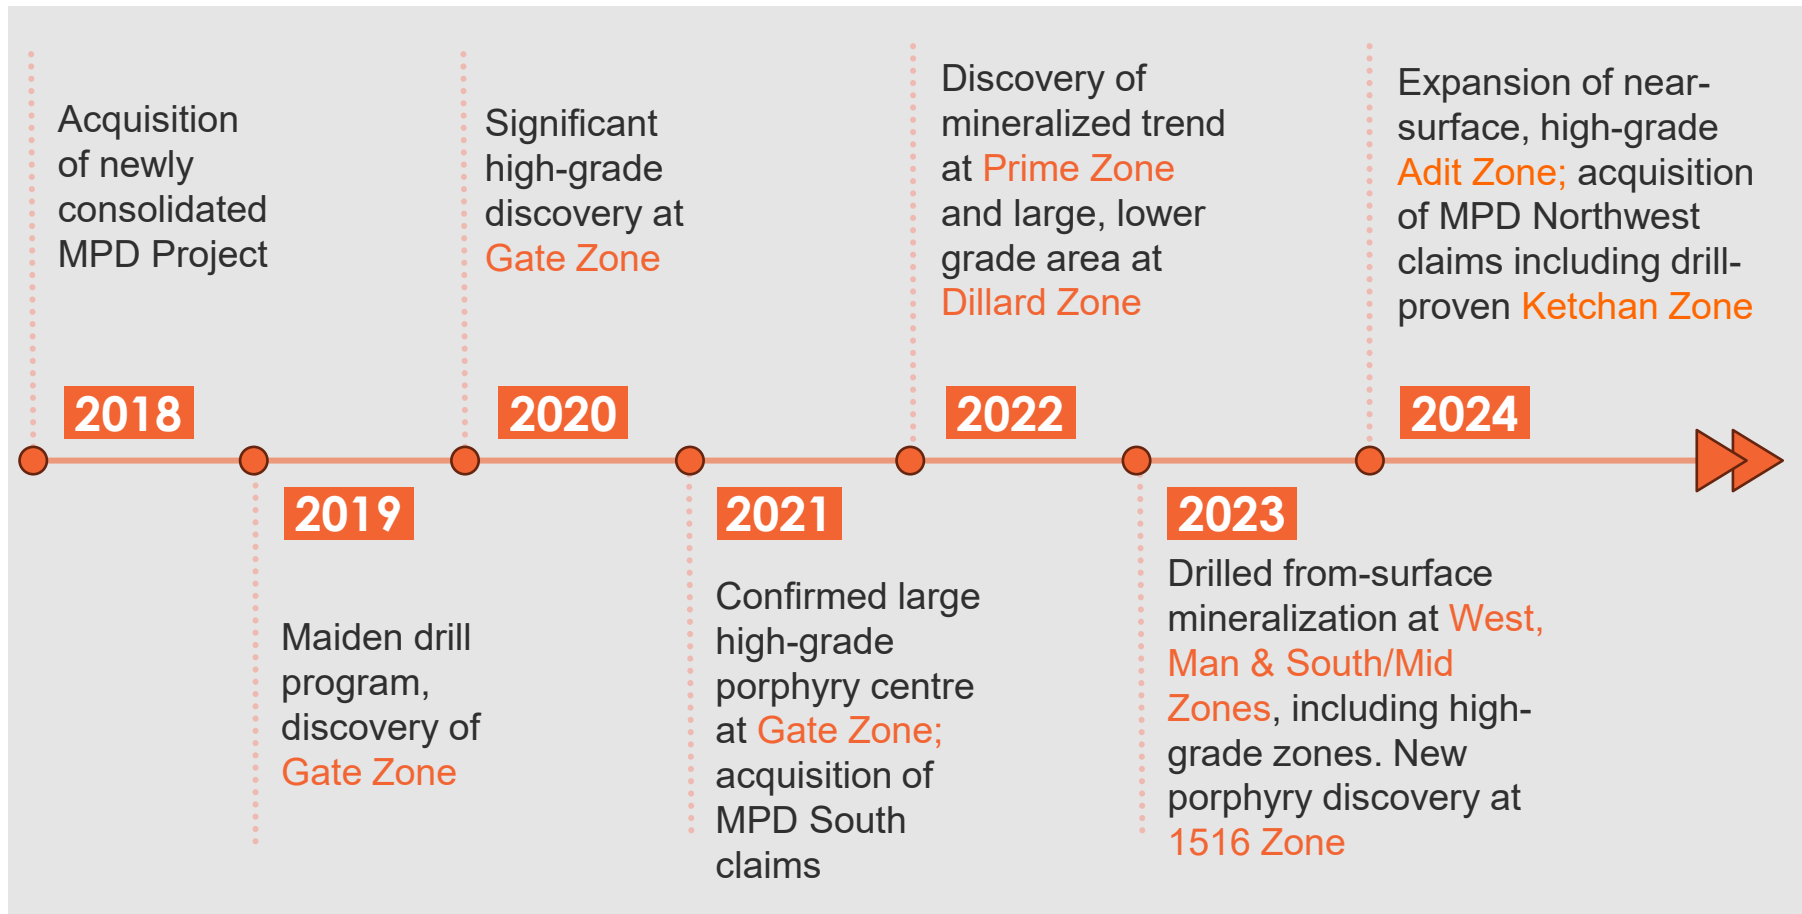 Acquisition
of newly
consolidated
MPD Project
2018
2019
Maiden drill
program,
discovery of
Gate Zone
Significant
high-grade
discovery at
Gate Zone
2020
2021
Confirmed large
high-grade
porphyry centre
at Gate Zone;
acquisition of
MPD South
claims
Discovery of
mineralized trend
at Prime Zone
and large, lower
grade area at
Dillard Zone
2022
2023
Drilled from-surface
mineralization at West,
Man & South/Mid
Zones, including high-
grade zones. New
porphyry discovery at
1516 Zone
Expansion of near-
surface, high-grade
Adit Zone; acquisition
of MPD Northwest
claims including drill-
proven Ketchan Zone
2024